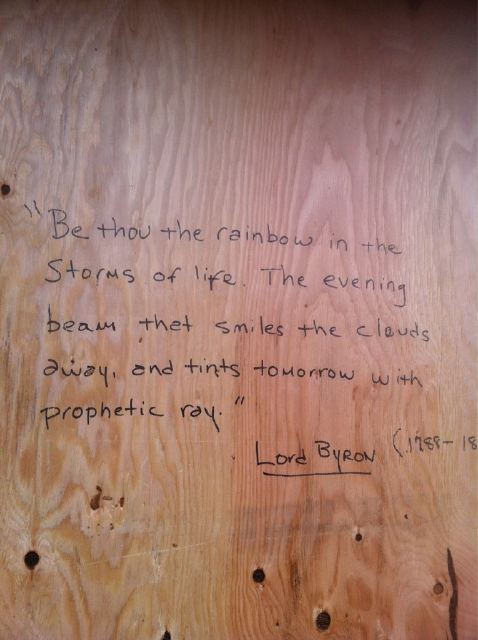 "Be thou the rainbow in the
Storms of life. The evening
beam thet smiles the clouds
away, and tints tomorrow with
prophetic ray."
Lord Byron (1788-18